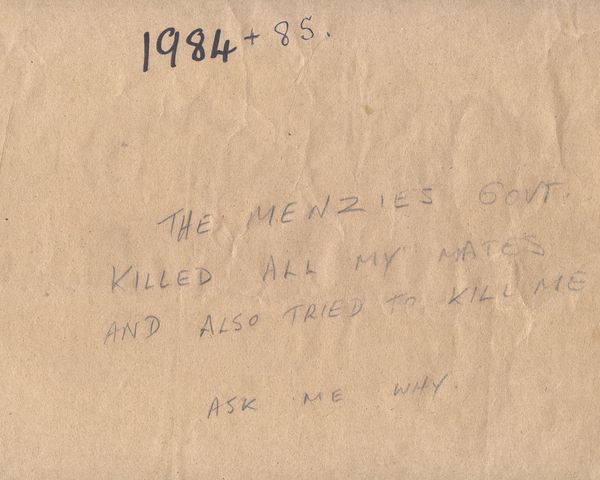 1984 + 85.
THE MENZIES GOVT.
KILLED ALL MY MATES
AND ALSO TRIED TO KILL ME
ASK ME WHY.